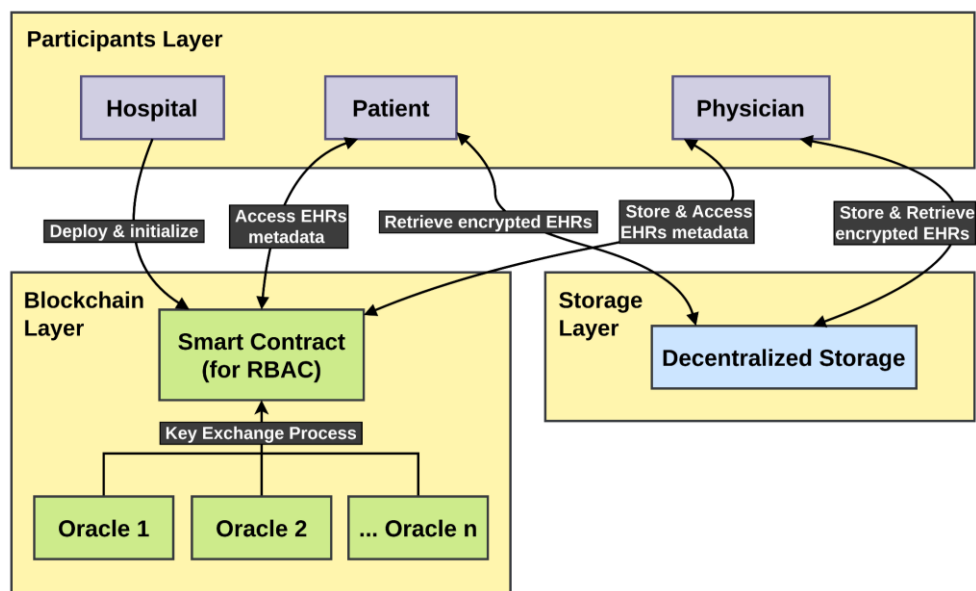 Participants Layer
Hospital
Patient
Physician
Deploy & initialize
Access EHRs
metadata
Retrieve encrypted EHRs
Store & Access
EHRs metadata
Store & Retrieve
encrypted EHRs
Blockchain
Layer
Smart Contract
(for RBAC)
Key Exchange Process
Oracle 1
Oracle 2
... Oracle n
Storage
Layer
Decentralized Storage